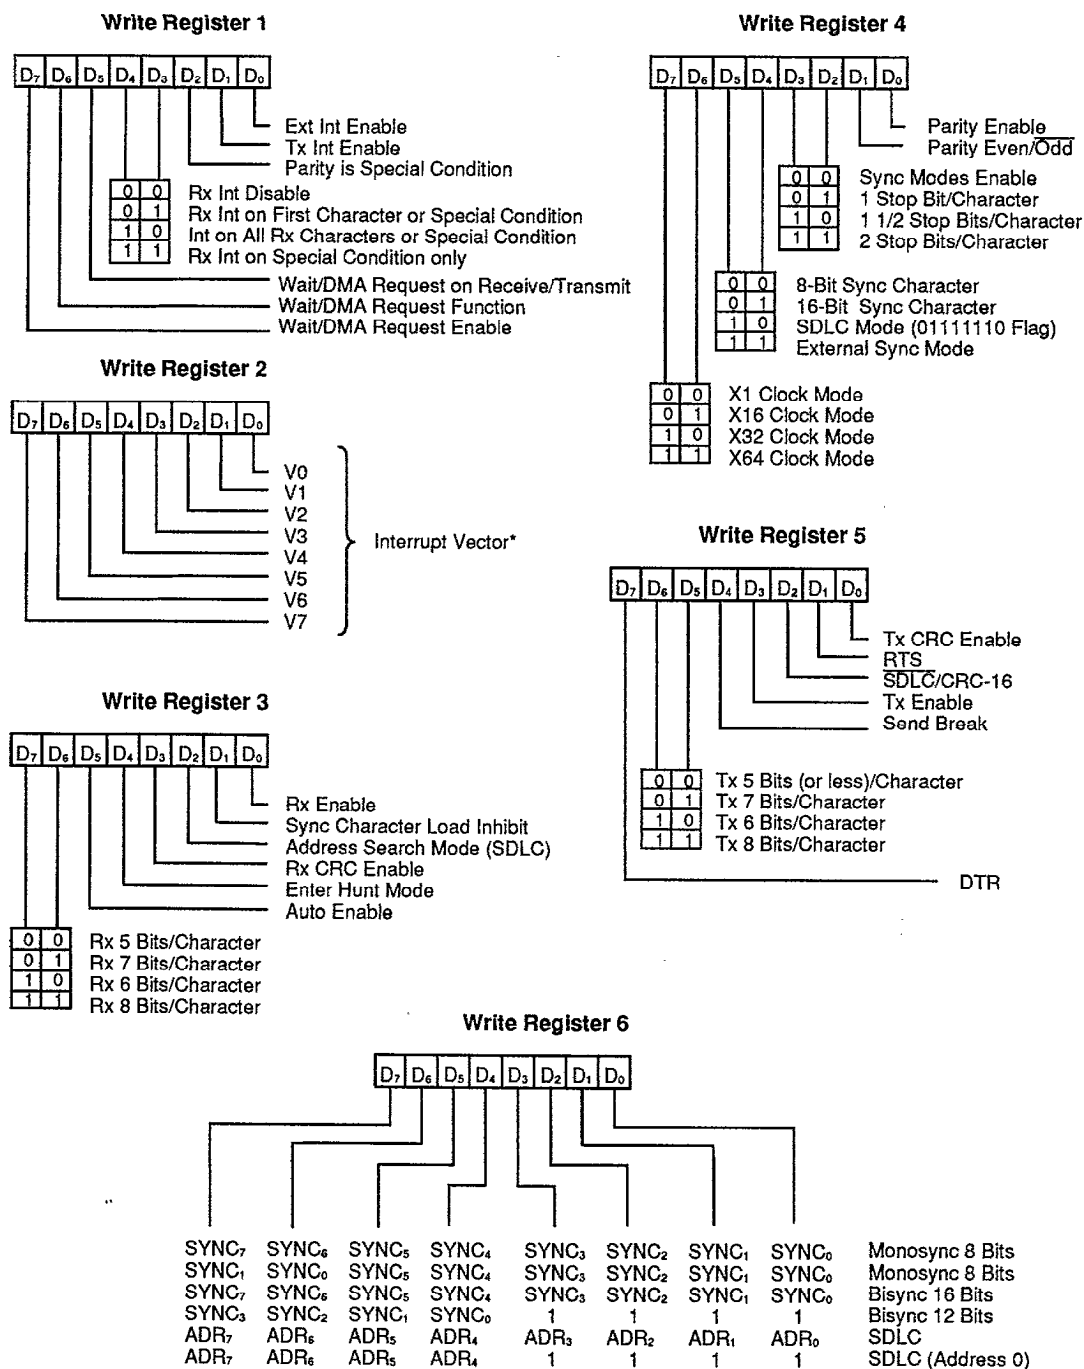 Write Register 1
D₇ D₆ D₅ D₄ D₃ D₂ D₁ D₀
Ext Int Enable
Tx Int Enable
Parity is Special Condition
0 0 Rx Int Disable
0 1 Rx Int on First Character or Special Condition
1 0 Int on All Rx Characters or Special Condition
1 1 Rx Int on Special Condition only
Wait/DMA Request on Receive/Transmit
Wait/DMA Request Function
Wait/DMA Request Enable
Write Register 2
D₇ D₆ D₅ D₄ D₃ D₂ D₁ D₀
V0
V1
V2
V3
V4
V5
V6
V7
Interrupt Vector*
Write Register 3
D₇ D₆ D₅ D₄ D₃ D₂ D₁ D₀
Rx Enable
Sync Character Load Inhibit
Address Search Mode (SDLC)
Rx CRC Enable
Enter Hunt Mode
Auto Enable
0 0 Rx 5 Bits/Character
0 1 Rx 7 Bits/Character
1 0 Rx 6 Bits/Character
1 1 Rx 8 Bits/Character
Write Register 4
D₇ D₆ D₅ D₄ D₃ D₂ D₁ D₀
Parity Enable
Parity Even/O̅d̅d̅
0 0 Sync Modes Enable
0 1 1 Stop Bit/Character
1 0 1 1/2 Stop Bits/Character
1 1 2 Stop Bits/Character
0 0 8-Bit Sync Character
0 1 16-Bit Sync Character
1 0 SDLC Mode (01111110 Flag)
1 1 External Sync Mode
0 0 X1 Clock Mode
0 1 X16 Clock Mode
1 0 X32 Clock Mode
1 1 X64 Clock Mode
Write Register 5
D₇ D₆ D₅ D₄ D₃ D₂ D₁ D₀
Tx CRC Enable
RTS
S̅D̅L̅C̅/CRC-16
Tx Enable
Send Break
0 0 Tx 5 Bits (or less)/Character
0 1 Tx 7 Bits/Character
1 0 Tx 6 Bits/Character
1 1 Tx 8 Bits/Character
DTR
Write Register 6
D₇ D₆ D₅ D₄ D₃ D₂ D₁ D₀
SYNC₇ SYNC₆ SYNC₅ SYNC₄ SYNC₃ SYNC₂ SYNC₁ SYNC₀ Monosync 8 Bits
SYNC₁ SYNC₀ SYNC₅ SYNC₄ SYNC₃ SYNC₂ SYNC₁ SYNC₀ Monosync 8 Bits
SYNC₇ SYNC₆ SYNC₅ SYNC₄ SYNC₃ SYNC₂ SYNC₁ SYNC₀ Bisync 16 Bits
SYNC₃ SYNC₂ SYNC₁ SYNC₀ 1 1 1 1 Bisync 12 Bits
ADR₇ ADR₆ ADR₅ ADR₄ ADR₃ ADR₂ ADR₁ ADR₀ SDLC
ADR₇ ADR₆ ADR₅ ADR₄ 1 1 1 1 SDLC (Address 0)